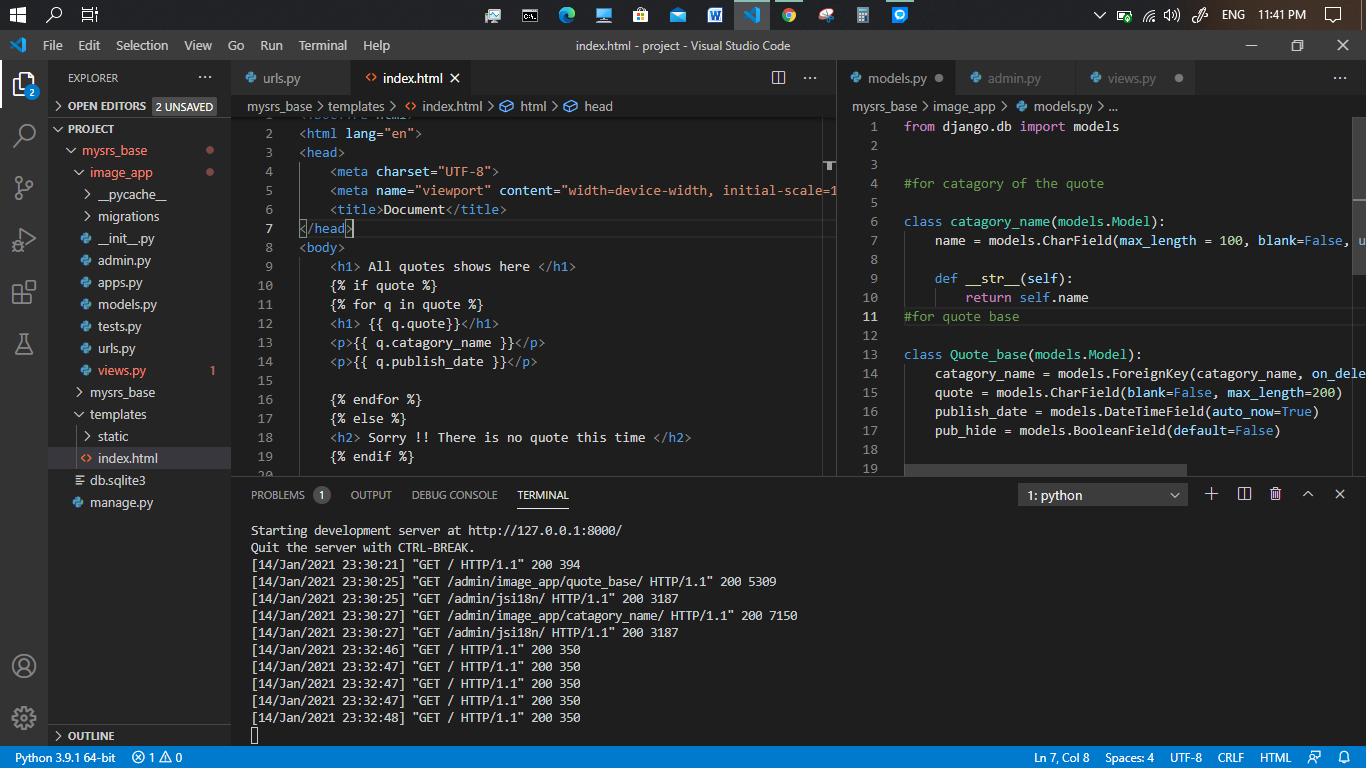 ENG 11:41 PM
File Edit Selection View Go Run Terminal Help index.html - project - Visual Studio Code
EXPLORER
OPEN EDITORS 2 UNSAVED
PROJECT
mysrs_base
image_app
__pycache__
migrations
__init__.py
admin.py
apps.py
models.py
tests.py
urls.py
views.py 1
mysrs_base
templates
static
index.html
db.sqlite3
manage.py
OUTLINE
2
urls.py index.html
mysrs_base > templates > index.html > html > head
2 <html lang="en">
3 <head>
4 <meta charset="UTF-8">
5 <meta name="viewport" content="width=device-width, initial-scale=1
6 <title>Document</title>
7 </head>
8 <body>
9 <h1> All quotes shows here </h1>
10 {% if quote %}
11 {% for q in quote %}
12 <h1> {{ q.quote}}</h1>
13 <p>{{ q.catagory_name }}</p>
14 <p>{{ q.publish_date }}</p>
15
16 {% endfor %}
17 {% else %}
18 <h2> Sorry !! There is no quote this time </h2>
19 {% endif %}
20
models.py admin.py views.py
mysrs_base > image_app > models.py > ...
1 from django.db import models
2
3
4 #for catagory of the quote
5
6 class catagory_name(models.Model):
7 name = models.CharField(max_length = 100, blank=False, u
8
9 def __str__(self):
10 return self.name
11 #for quote base
12
13 class Quote_base(models.Model):
14 catagory_name = models.ForeignKey(catagory_name, on_dele
15 quote = models.CharField(blank=False, max_length=200)
16 publish_date = models.DateTimeField(auto_now=True)
17 pub_hide = models.BooleanField(default=False)
18
19
PROBLEMS 1 OUTPUT DEBUG CONSOLE TERMINAL 1: python
Starting development server at http://127.0.0.1:8000/
Quit the server with CTRL-BREAK.
[14/Jan/2021 23:30:21] "GET / HTTP/1.1" 200 394
[14/Jan/2021 23:30:25] "GET /admin/image_app/quote_base/ HTTP/1.1" 200 5309
[14/Jan/2021 23:30:25] "GET /admin/jsi18n/ HTTP/1.1" 200 3187
[14/Jan/2021 23:30:27] "GET /admin/image_app/catagory_name/ HTTP/1.1" 200 7150
[14/Jan/2021 23:30:27] "GET /admin/jsi18n/ HTTP/1.1" 200 3187
[14/Jan/2021 23:32:46] "GET / HTTP/1.1" 200 350
[14/Jan/2021 23:32:47] "GET / HTTP/1.1" 200 350
[14/Jan/2021 23:32:47] "GET / HTTP/1.1" 200 350
[14/Jan/2021 23:32:47] "GET / HTTP/1.1" 200 350
[14/Jan/2021 23:32:48] "GET / HTTP/1.1" 200 350
Python 3.9.1 64-bit 1 0 Ln 7, Col 8 Spaces: 4 UTF-8 CRLF HTML